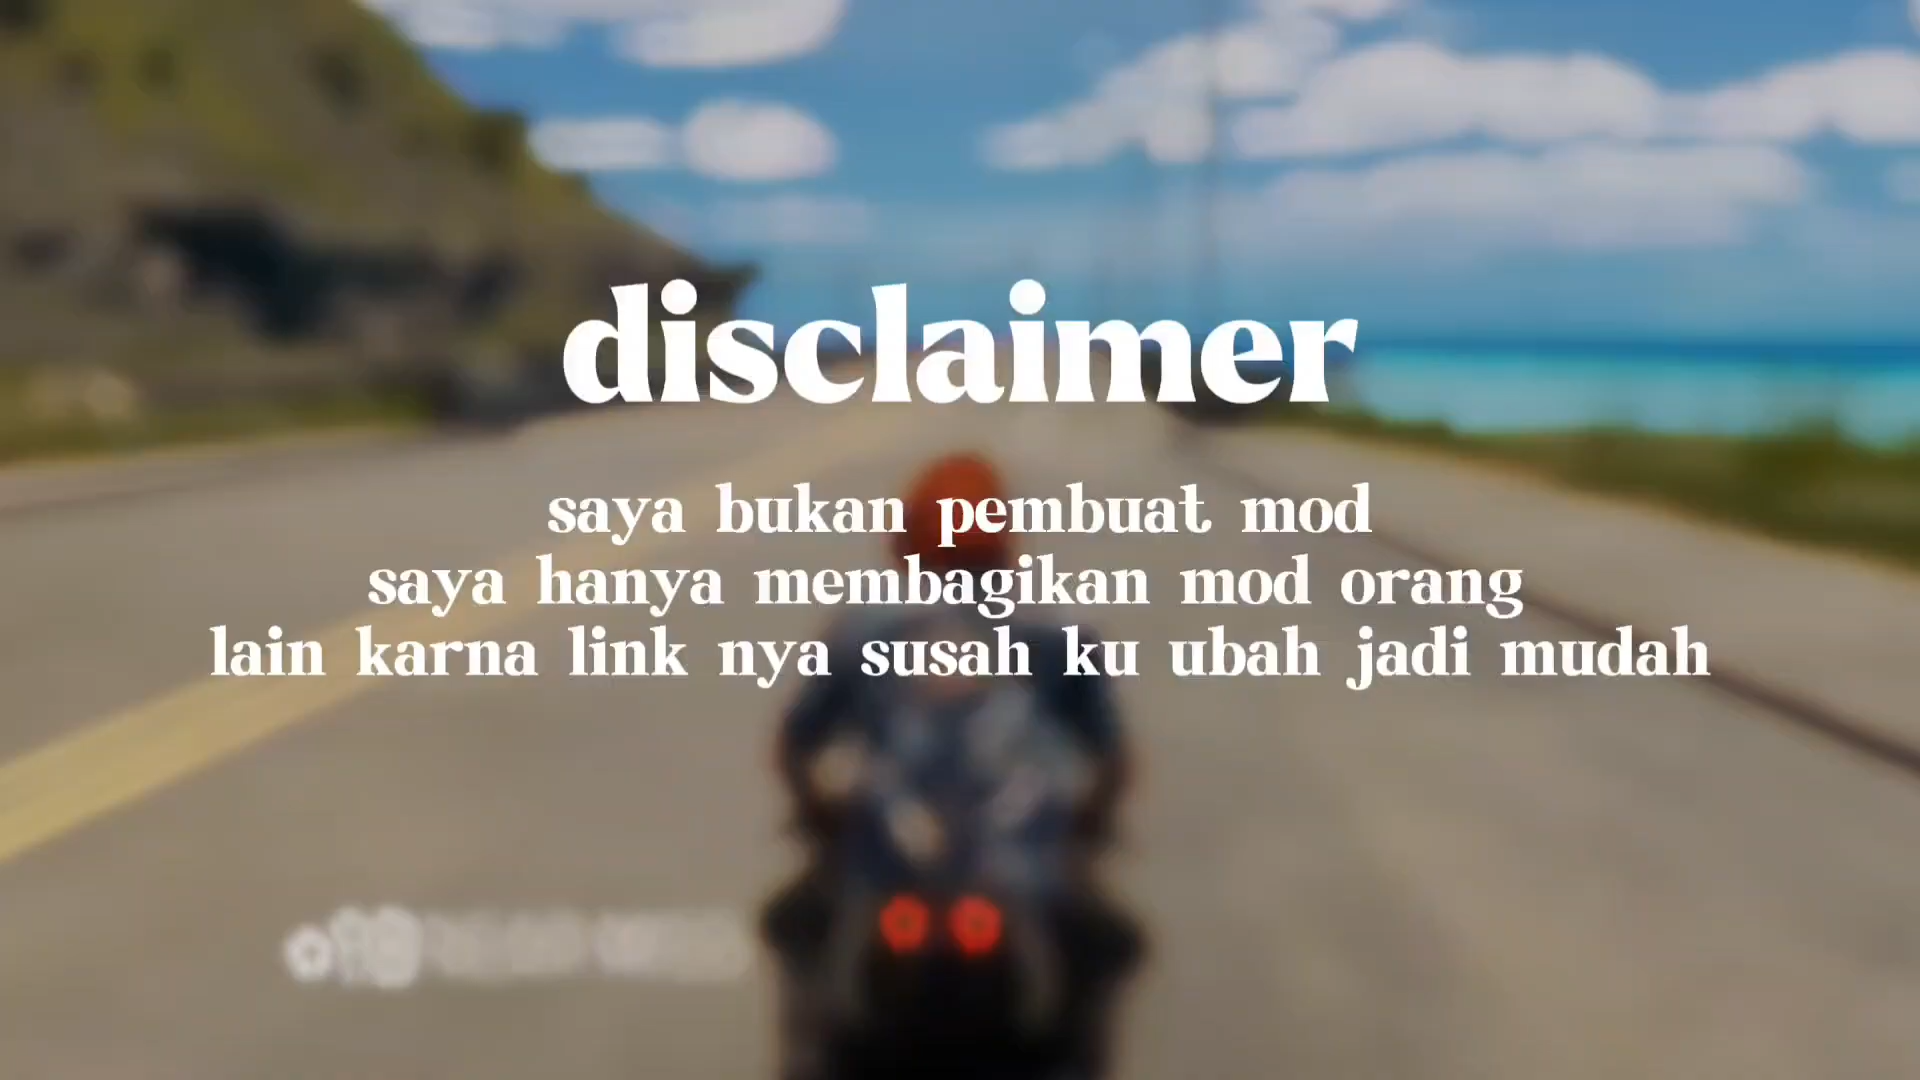 disclaimer
saya bukan pembuat mod
saya hanya membagikan mod orang
lain karna link nya susah ku ubah jadi mudah